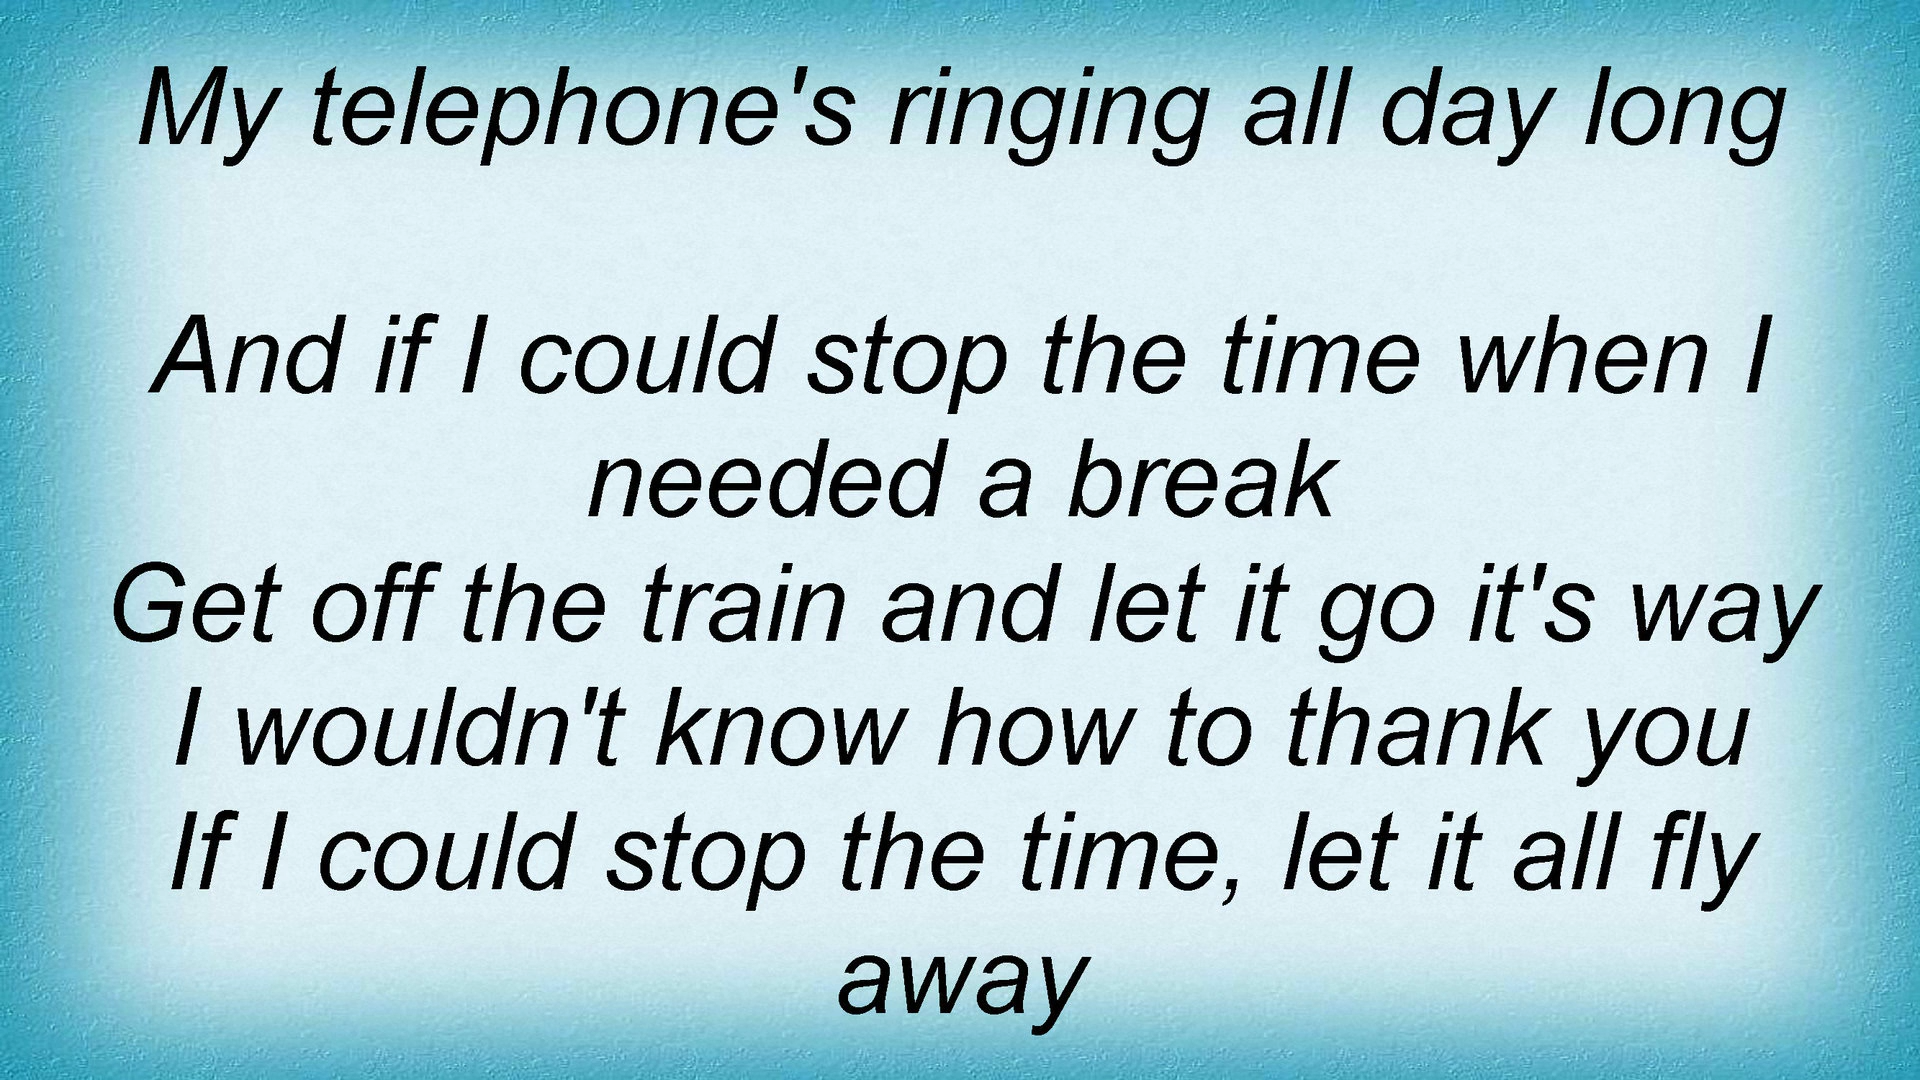 My telephone's ringing all day long
And if I could stop the time when I
needed a break
Get off the train and let it go it's way
I wouldn't know how to thank you
If I could stop the time, let it all fly
away